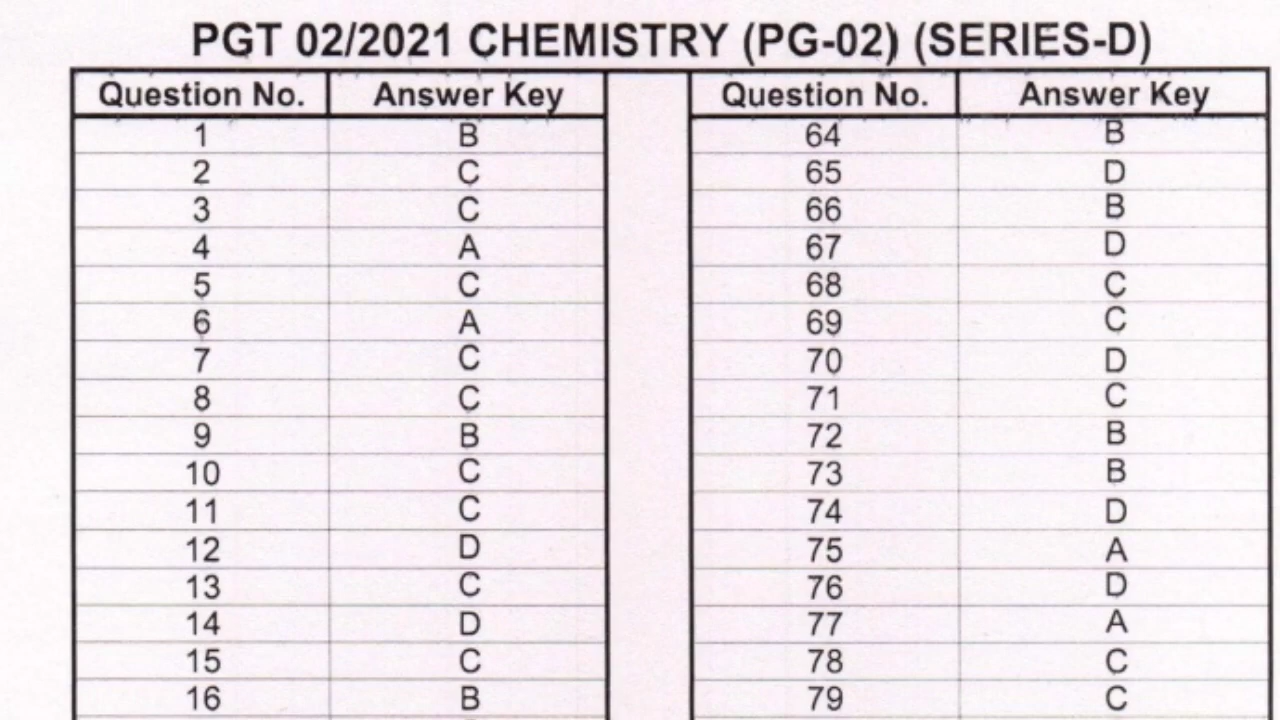 PGT 02/2021 CHEMISTRY (PG-02) (SERIES-D)
Question No. Answer Key Question No. Answer Key
1 B 64 B
2 C 65 D
3 C 66 B
4 A 67 D
5 C 68 C
6 A 69 C
7 C 70 D
8 C 71 C
9 B 72 B
10 C 73 B
11 C 74 D
12 D 75 A
13 C 76 D
14 D 77 A
15 C 78 C
16 B 79 C